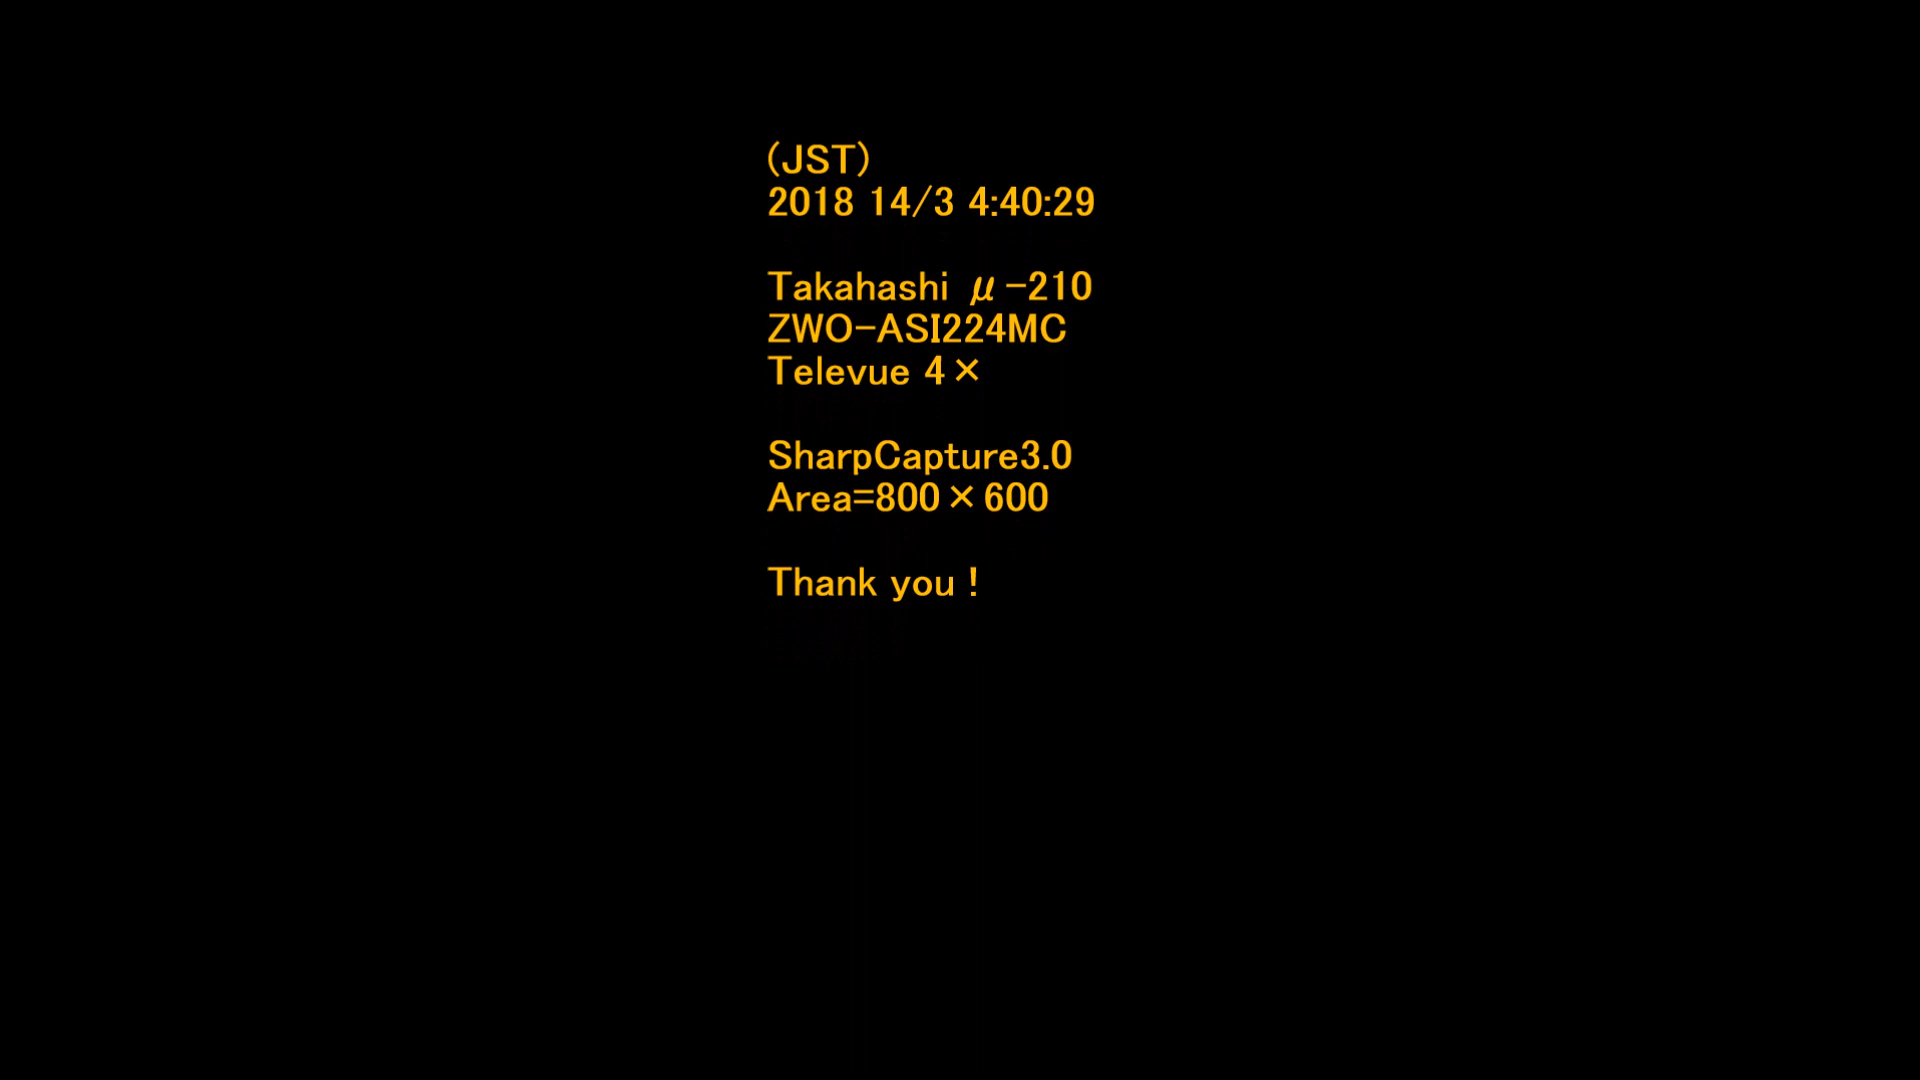 (JST)
2018 14/3 4:40:29
Takahashi μ-210
ZWO-ASI224MC
Televue 4×
SharpCapture3.0
Area=800×600
Thank you !